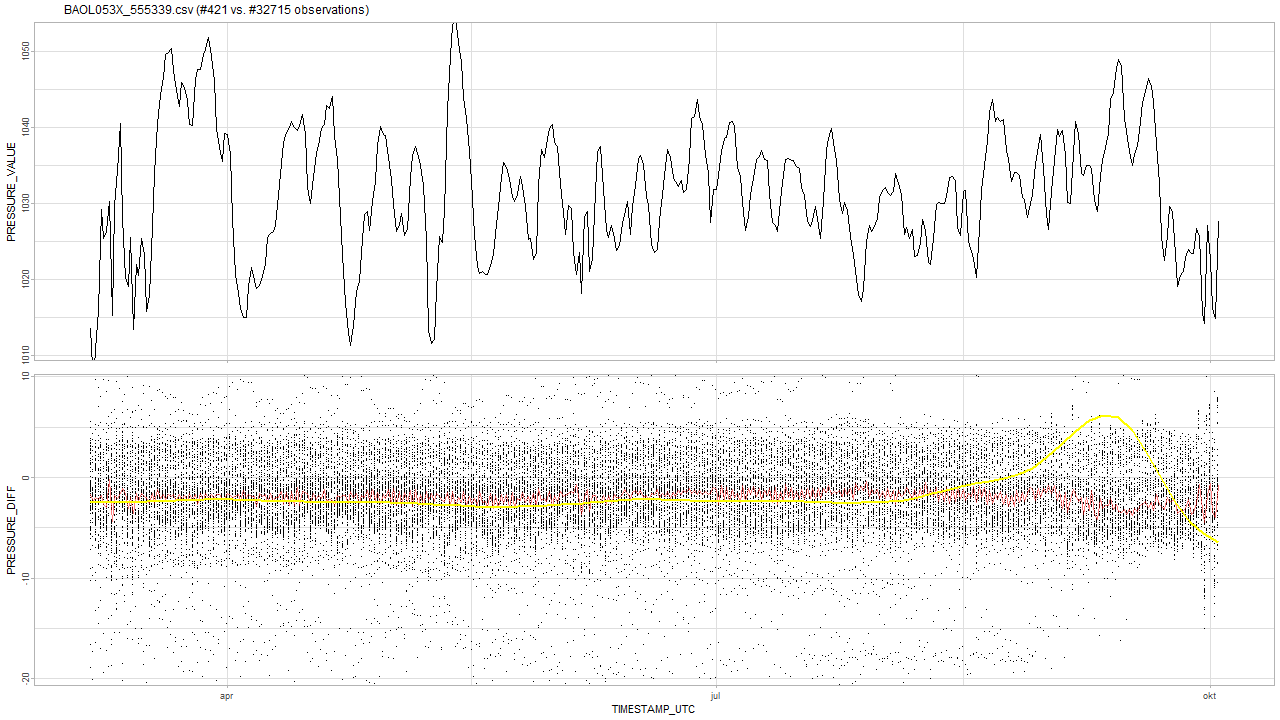 BAOL053X_555339.csv (#421 vs. #32715 observations)
PRESSURE_VALUE
1050
1040
1030
1020
1010
PRESSURE_DIFF
10
0
-10
-20
apr
jul
okt
TIMESTAMP_UTC